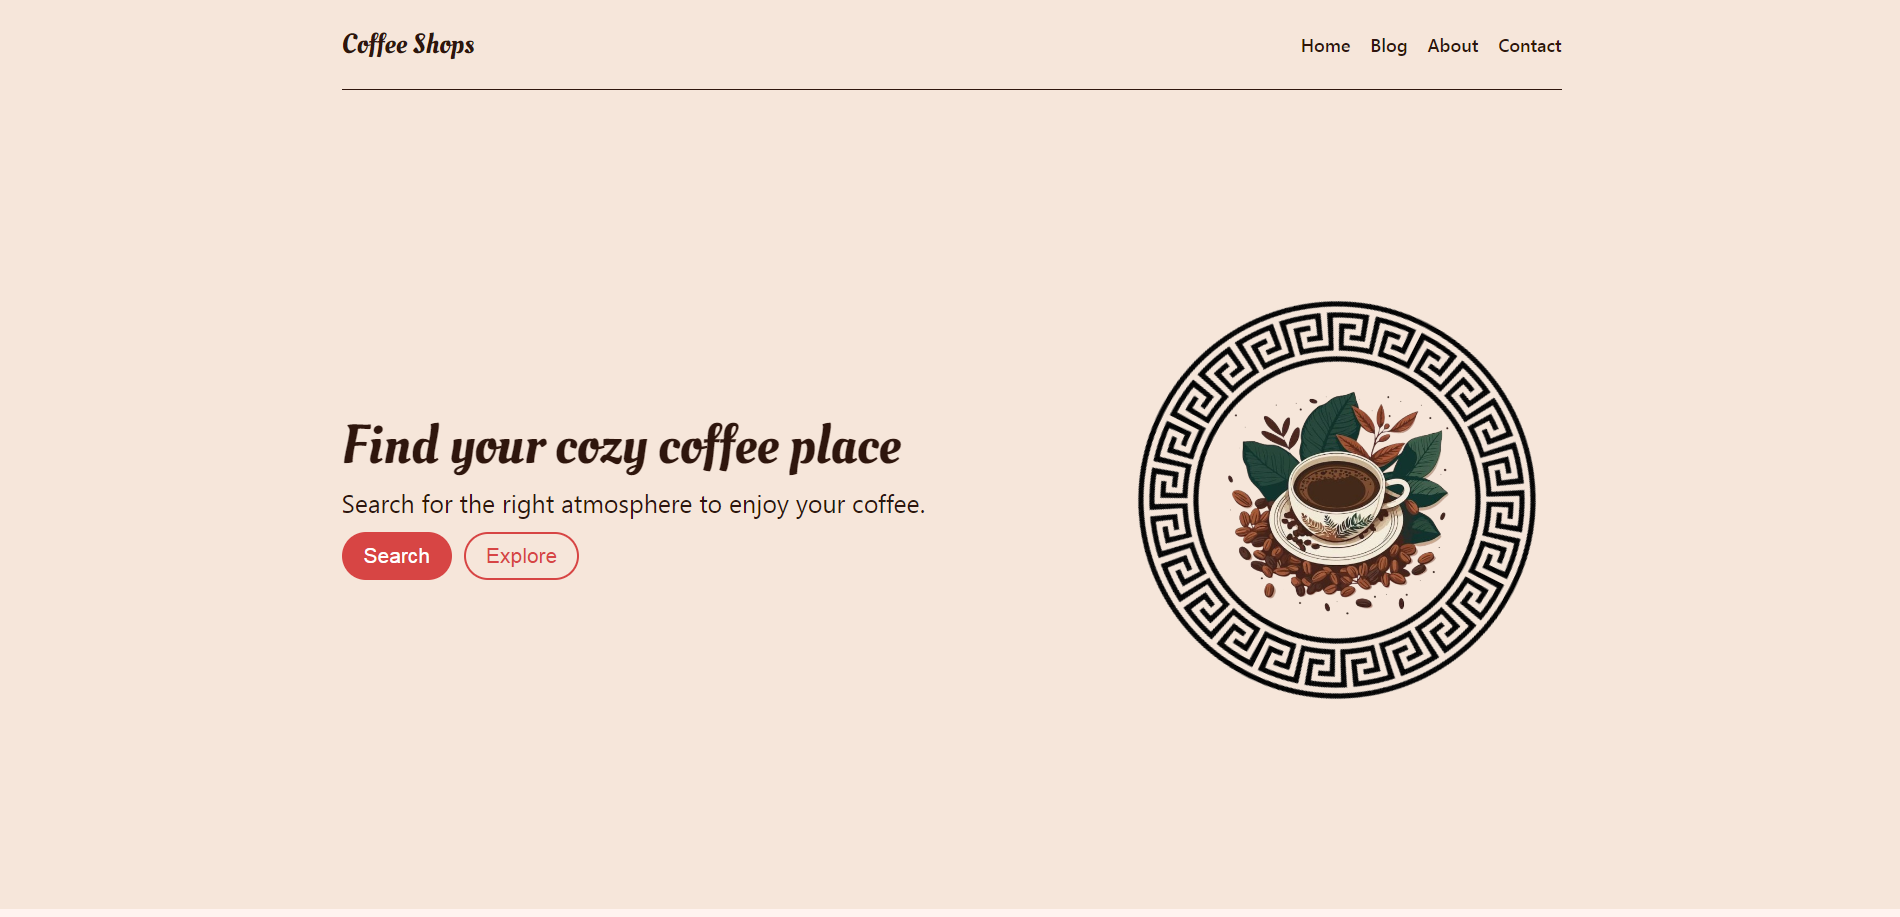 Coffee Shops
Home Blog About Contact
Find your cozy coffee place
Search for the right atmosphere to enjoy your coffee.
Search Explore